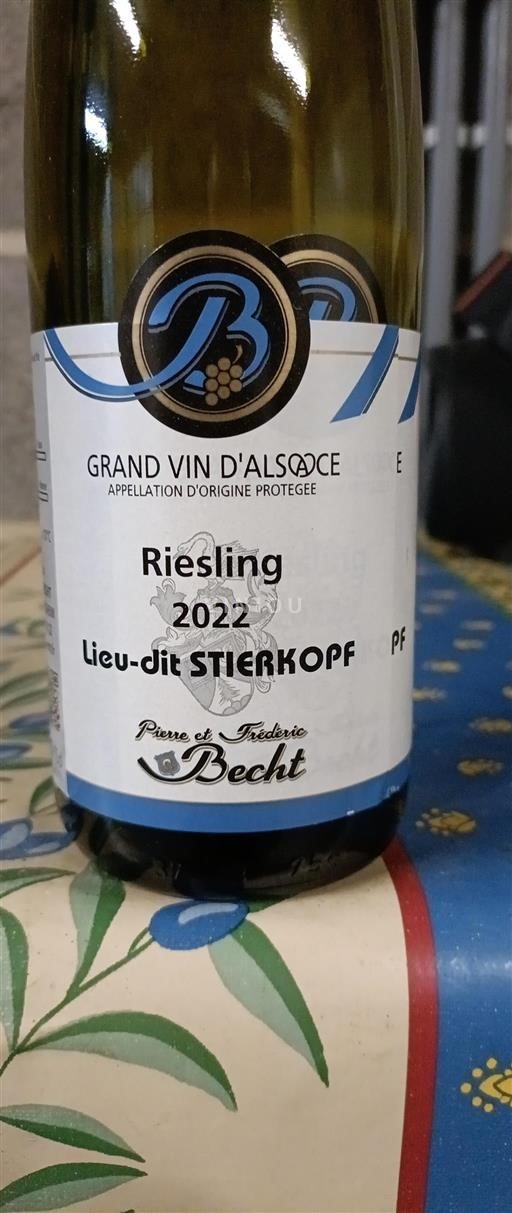 B
GRAND VIN D'ALSACE
APPELLATION D'ORIGINE PROTEGEE
Riesling
2022
Lieu-dit STIERKOPF
Pierre et Frédéric
Becht
E
PF